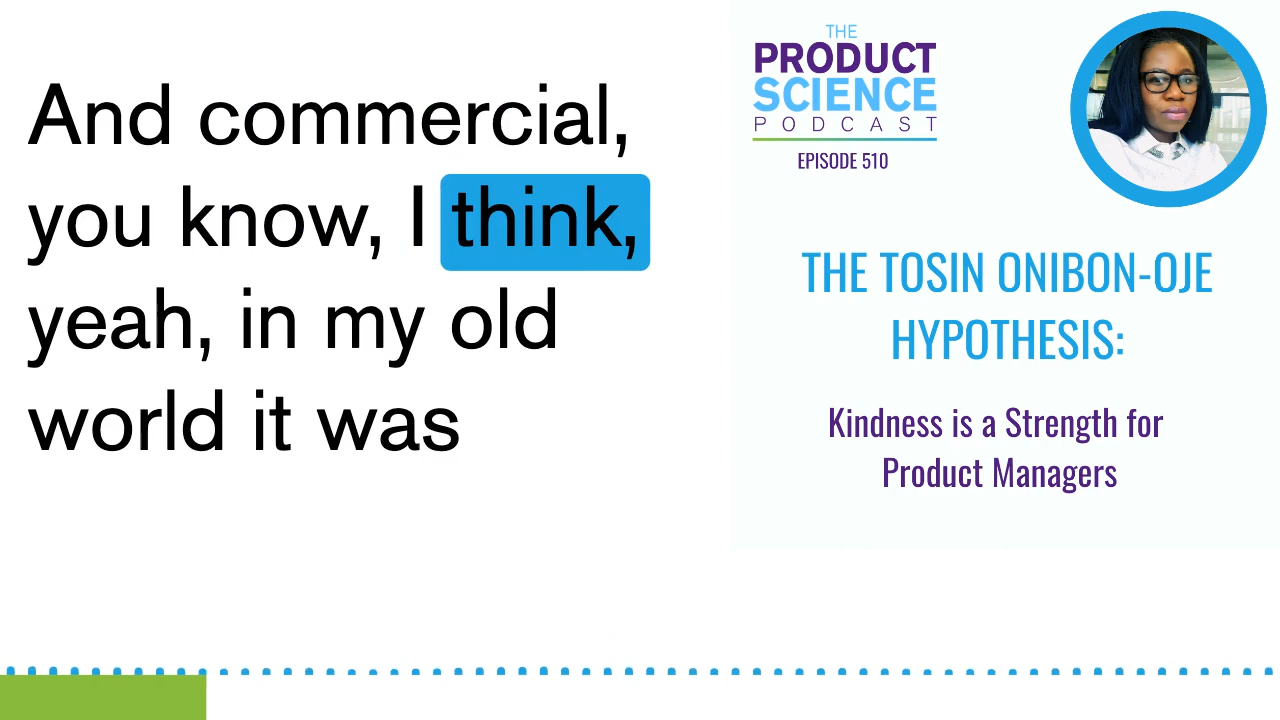 And commercial,
you know, I think,
yeah, in my old
world it was
THE
PRODUCT
SCIENCE
PODCAST
EPISODE 510
THE TOSIN ONIBON-OJE
HYPOTHESIS:
Kindness is a Strength for
Product Managers